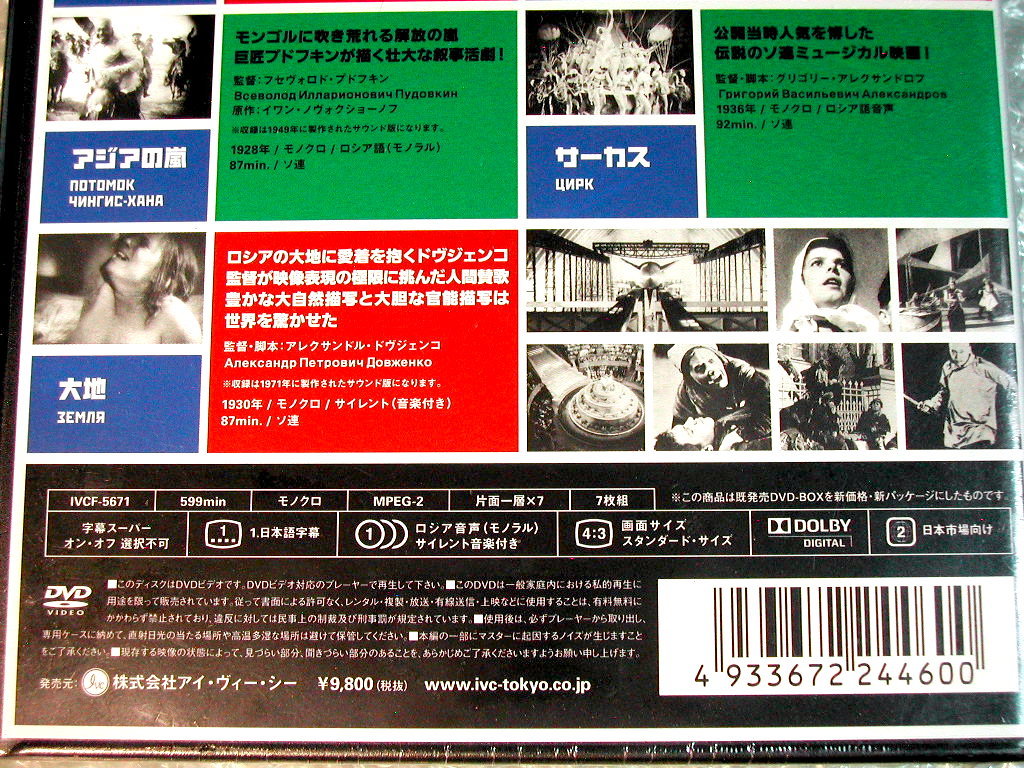 モンゴルに吹き荒れる解放の嵐
巨匠プドフキンが描く壮大な叙事活劇!
監督:フセヴォロド・プドフキン
Всеволод Илларионович Пудовкин
原作:イワン・ノヴォクショーノフ
※収録は1949年に製作されたサウンド版になります。
1928年 / モノクロ / ロシア語(モノラル)
87min. / ソ連
アジアの嵐
ПОТОМОК
ЧИНГИС-ХАНА
公開当時人気を博した
伝説のソ連ミュージカル映画!
監督・脚本:グリゴリー・アレクサンドロフ
Григорий Васильевич Александров
1936年 / モノクロ / ロシア語音声
92min. / ソ連
サーカス
ЦИРК
ロシアの大地に愛着を抱くドヴジェンコ
監督が映像表現の極限に挑んだ人間賛歌
豊かな大自然描写と大胆な官能描写は
世界を驚かせた
監督・脚本:アレクサンドル・ドヴジェンコ
Александр Петрович Довженко
※収録は1971年に製作されたサウンド版になります。
1930年 / モノクロ / サイレント(音楽付き)
87min. / ソ連
大地
ЗЕМЛЯ
IVCF-5671 599min モノクロ MPEG-2 片面一層×7 7枚組
※この商品は既発売DVD-BOXを新価格・新パッケージにしたものです。
字幕スーパー
オン・オフ 選択不可
1 1.日本語字幕
1 ロシア音声(モノラル)
サイレント音楽付き
4:3 画面サイズ
スタンダード・サイズ
DOLBY
DIGITAL
2 日本市場向け
DVD
VIDEO
■このディスクはDVDビデオです。DVDビデオ対応のプレーヤーで再生して下さい。■このDVDは一般家庭内における私的再生に
用途を限って販売されています。従って書面による許可なく、レンタル・複製・放送・有線送信・上映などに使用することは、有料無料に
かかわらず禁止されており、違反に対しては民事上の制裁及び刑事罰が規定されています。■使用後は、必ずプレーヤーから取り出し、
専用ケースに納めて、直射日光の当たる場所や高温多湿な場所は避けて保管してください。■本編の一部にマスターに起因するノイズが生じますこと
をご了承ください。■現存する映像の状態によって、見づらい部分、聞きづらい部分のあることを、あらかじめご了承くださいますようお願い申し上げます。
発売元: ivc 株式会社アイ・ヴィー・シー ¥9,800(税抜) www.ivc-tokyo.co.jp
4 933672 244600